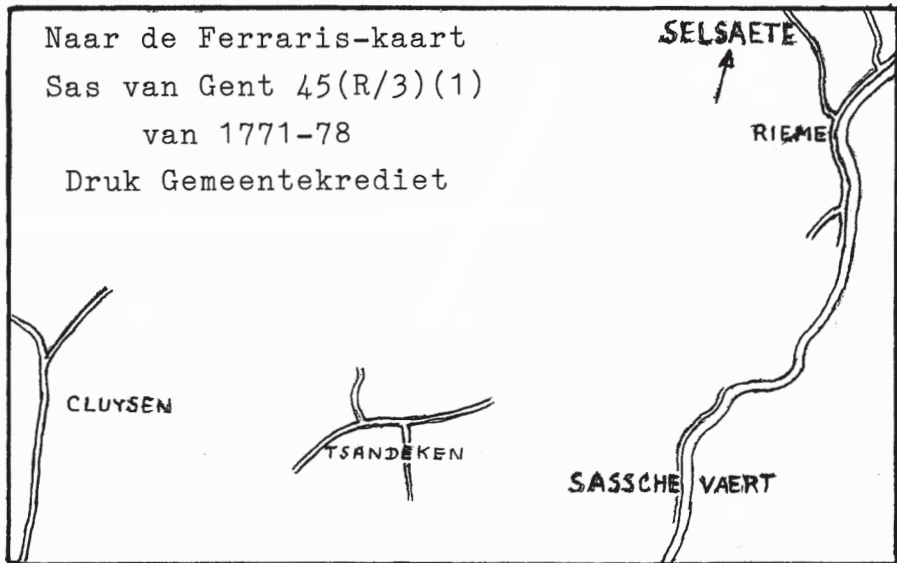 Naar de Ferraris-kaart
Sas van Gent 45(R/3)(1)
van 1771-78
Druk Gemeentekrediet
SELSAETE
RIEME
CLUYSEN
TSANDEKEN
SASSCHE VAERT